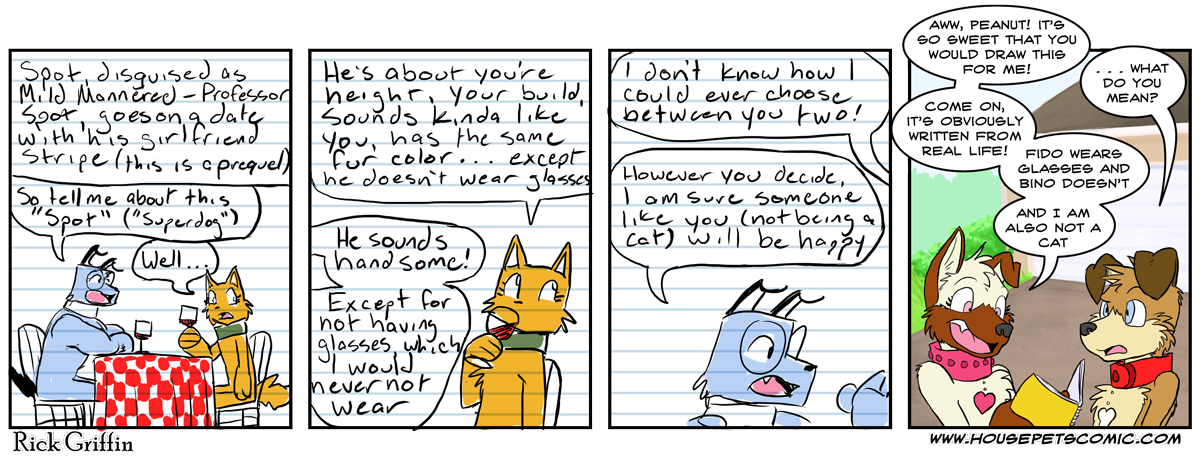 Spot, disguised as
Mild Mannered-Professor
Spot, goes on a date
with his girlfriend
Stripe (this is a prequel)
So tell me about this
"Spot" ("Superdog")
Well...
He's about you're
height, your build,
Sounds kinda like
you, has the same
fur color... except
he doesn't wear glasses
He sounds
handsome!
Except for
not having
glasses which
I would
never not
wear
I don't know how I
could ever choose
between you two!
However you decide,
I am sure someone
like you (not being a
cat) will be happy
AWW, PEANUT! IT'S
SO SWEET THAT YOU
WOULD DRAW THIS
FOR ME!
....WHAT
DO YOU
MEAN?
COME ON,
IT'S OBVIOUSLY
WRITTEN FROM
REAL LIFE!
FIDO WEARS
GLASSES AND
BINO DOESN'T
AND I AM
ALSO NOT A
CAT
Rick Griffin
WWW.HOUSEPETSCOMIC.COM